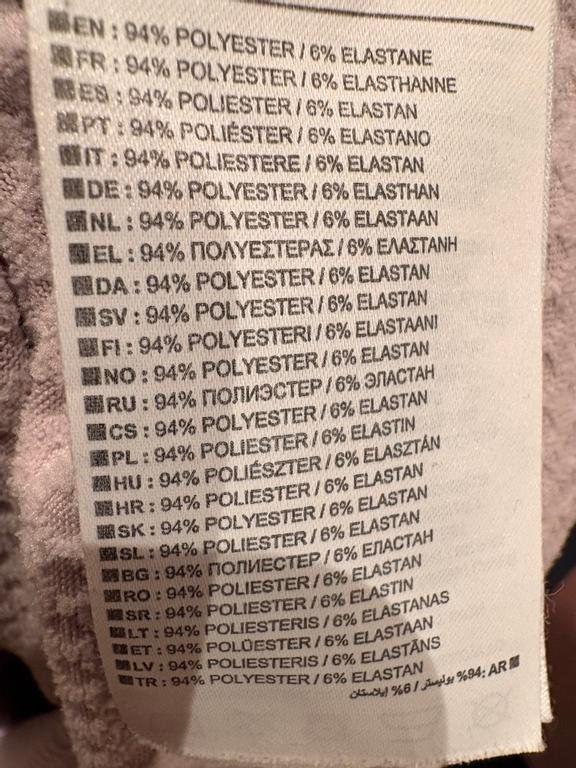 EN : 94% POLYESTER / 6% ELASTANE
FR : 94% POLYESTER / 6% ELASTHANNE
ES : 94% POLIESTER / 6% ELASTAN
PT : 94% POLIÉSTER / 6% ELASTANO
IT : 94% POLIESTERE / 6% ELASTAN
DE : 94% POLYESTER / 6% ELASTHAN
NL : 94% POLYESTER / 6% ELASTAAN
EL : 94% ΠΟΛΥΕΣΤΕΡΑΣ / 6% ΕΛΑΣΤΑΝΗ
DA : 94% POLYESTER / 6% ELASTAN
SV : 94% POLYESTER / 6% ELASTAN
FI : 94% POLYESTERI / 6% ELASTAANI
NO : 94% POLYESTER / 6% ELASTAN
RU : 94% ПОЛИЭСТЕР / 6% ЭЛАСТАН
CS : 94% POLYESTER / 6% ELASTAN
PL : 94% POLIESTER / 6% ELASTIN
HU : 94% POLIÉSZTER / 6% ELASZTÁN
HR : 94% POLIESTER / 6% ELASTAN
SK : 94% POLYESTER / 6% ELASTAN
SL : 94% POLIESTER / 6% ELASTAN
BG : 94% ПОЛИЕСТЕР / 6% ЕЛАСТАН
RO : 94% POLIESTER / 6% ELASTAN
SR : 94% POLIESTER / 6% ELASTIN
LT : 94% POLIESTERIS / 6% ELASTANAS
ET : 94% POLÜESTER / 6% ELASTAAN
LV : 94% POLIESTERIS / 6% ELASTĀNS
TR : 94% POLYESTER / 6% ELASTAN
AR :94% بوليستر / 6% إيلاستان